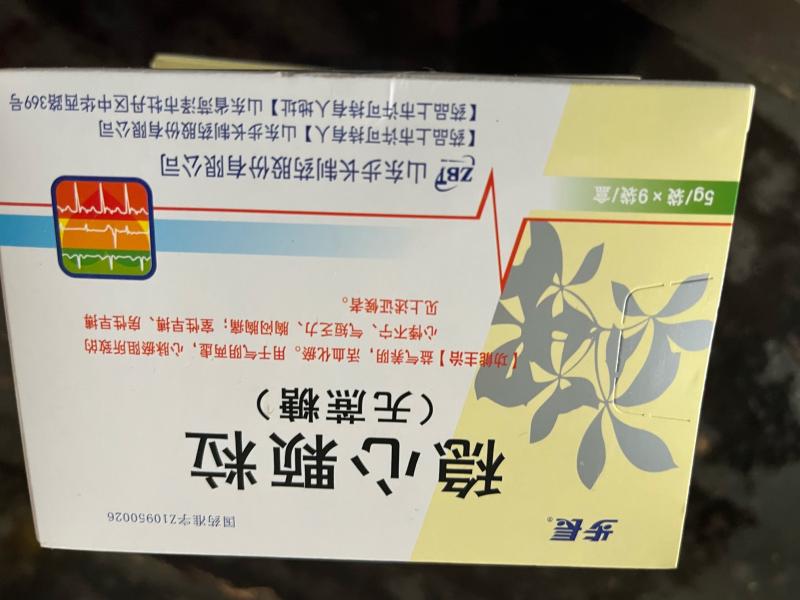 步長®
国药准字Z10950026
稳心颗粒
（无蔗糖）
【功能主治】益气养阴，活血化瘀。用于气阴两虚，心脉瘀阻所致的
心悸不宁、气短乏力、胸闷胸痛；室性早搏、房性早搏
见上述证候者。
5g/袋×9袋/盒
ZBT 山东步长制药股份有限公司
【药品上市许可持有人】山东步长制药股份有限公司
【药品上市许可持有人地址】山东省菏泽市牡丹区中华西路369号